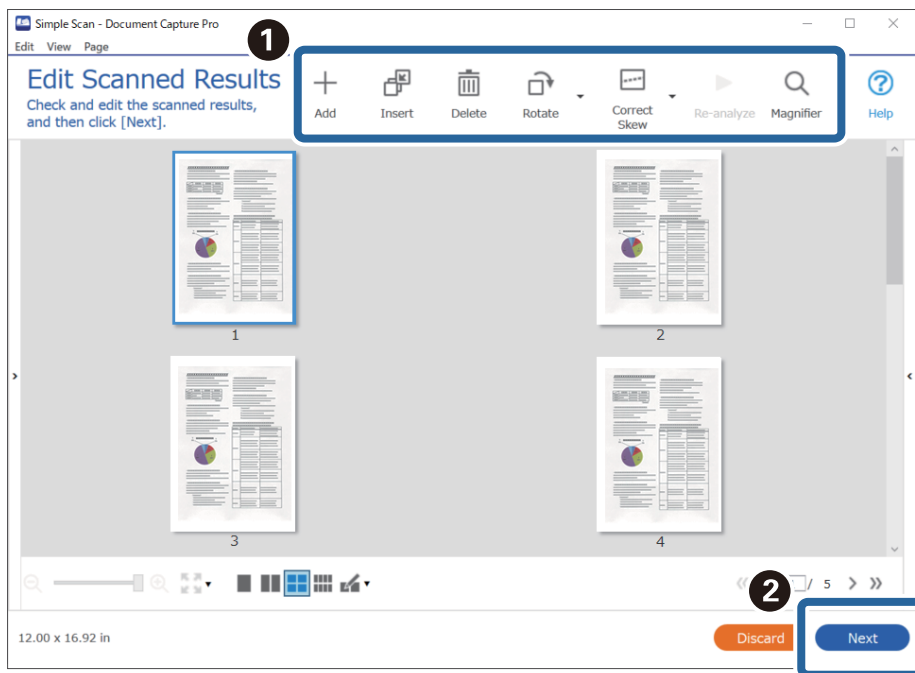 Simple Scan - Document Capture Pro
Edit View Page
1
Edit Scanned Results
Check and edit the scanned results,
and then click [Next].
Add
Insert
Delete
Rotate
Correct
Skew
Re-analyze
Magnifier
Help
1
2
3
4
/ 5
2
12.00 x 16.92 in
Discard
Next